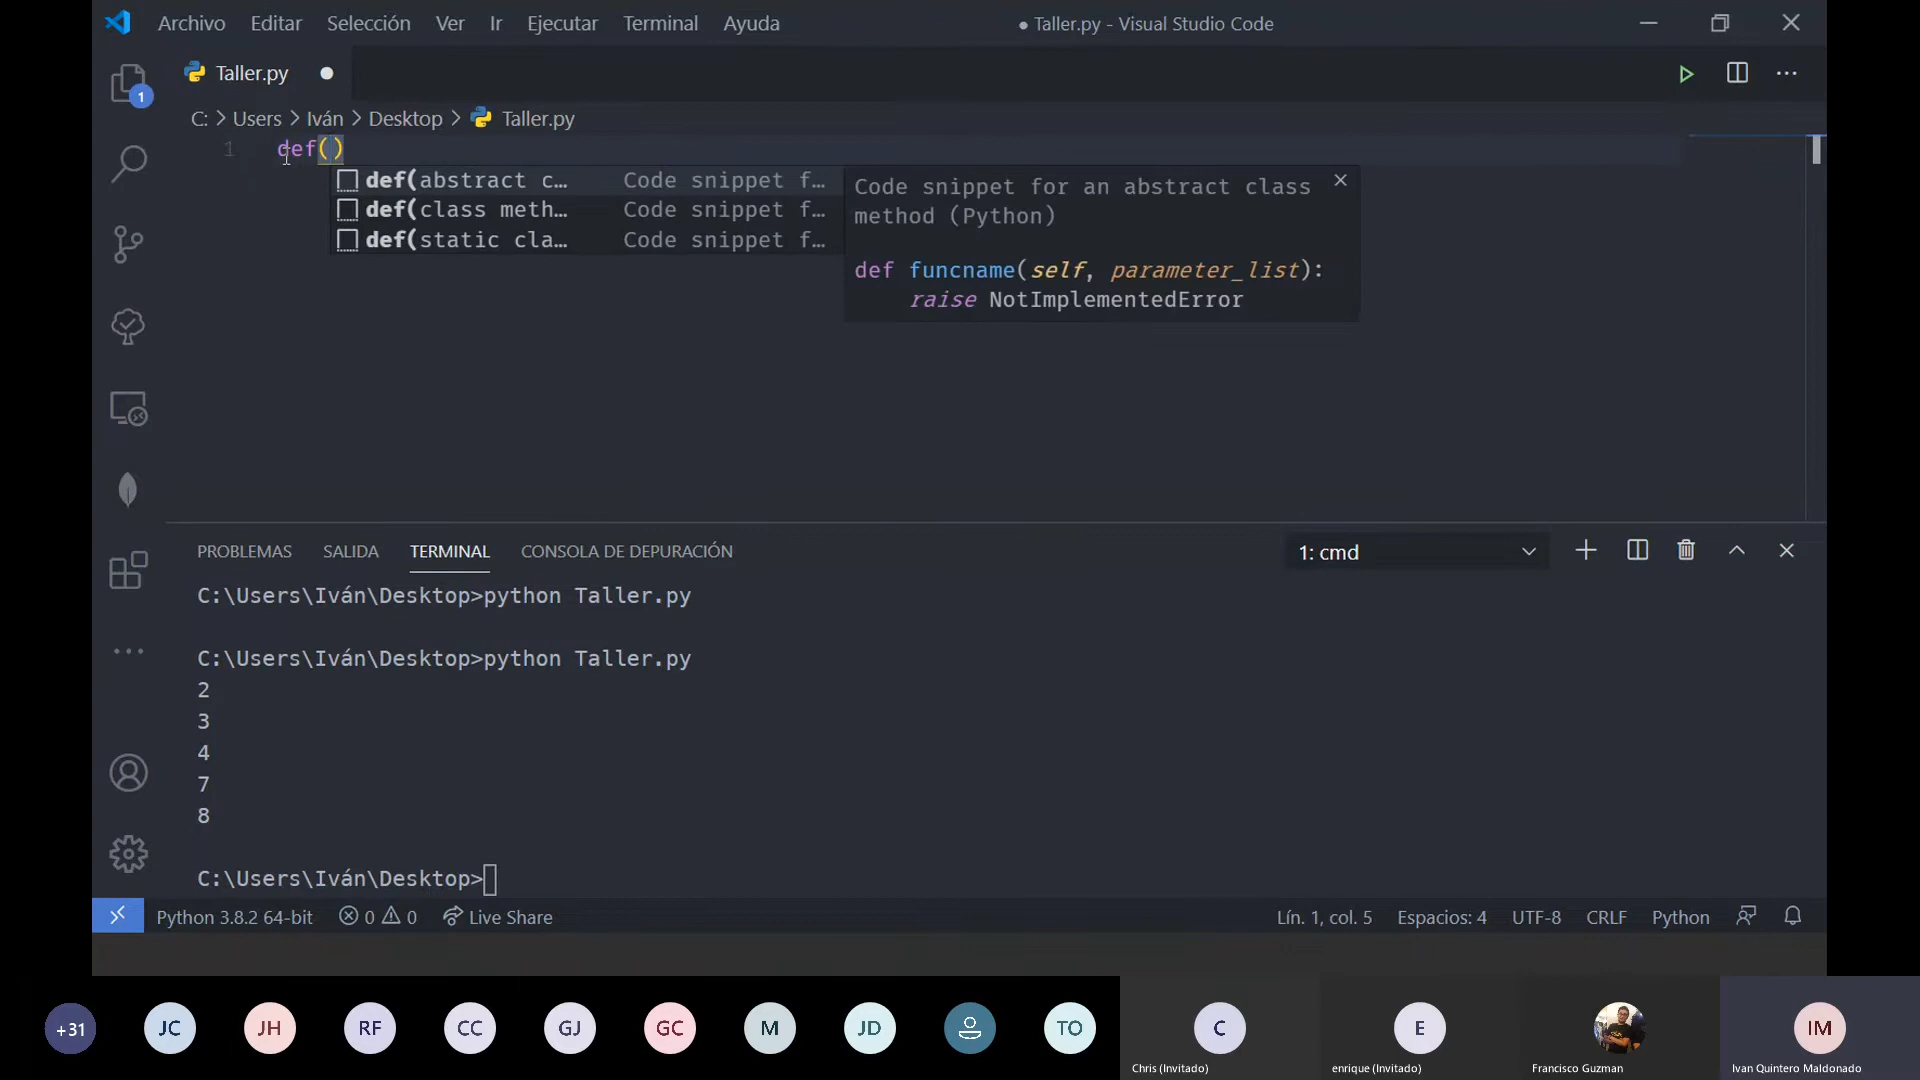 Archivo Editar Selección Ver Ir Ejecutar Terminal Ayuda
● Taller.py - Visual Studio Code
Taller.py
1
C: > Users > Iván > Desktop > Taller.py
1 def()
def(abstract c… Code snippet f…
def(class meth… Code snippet f…
def(static cla… Code snippet f…
Code snippet for an abstract class
method (Python)
def funcname(self, parameter_list):
raise NotImplementedError
PROBLEMAS SALIDA TERMINAL CONSOLA DE DEPURACIÓN
1: cmd
C:\Users\Iván\Desktop>python Taller.py
C:\Users\Iván\Desktop>python Taller.py
2
3
4
7
8
C:\Users\Iván\Desktop>
Python 3.8.2 64-bit 0 0 Live Share
Lín. 1, col. 5 Espacios: 4 UTF-8 CRLF Python
+31 JC JH RF CC GJ GC M JD TO C E IM
Chris (Invitado) enrique (Invitado) Francisco Guzman Ivan Quintero Maldonado